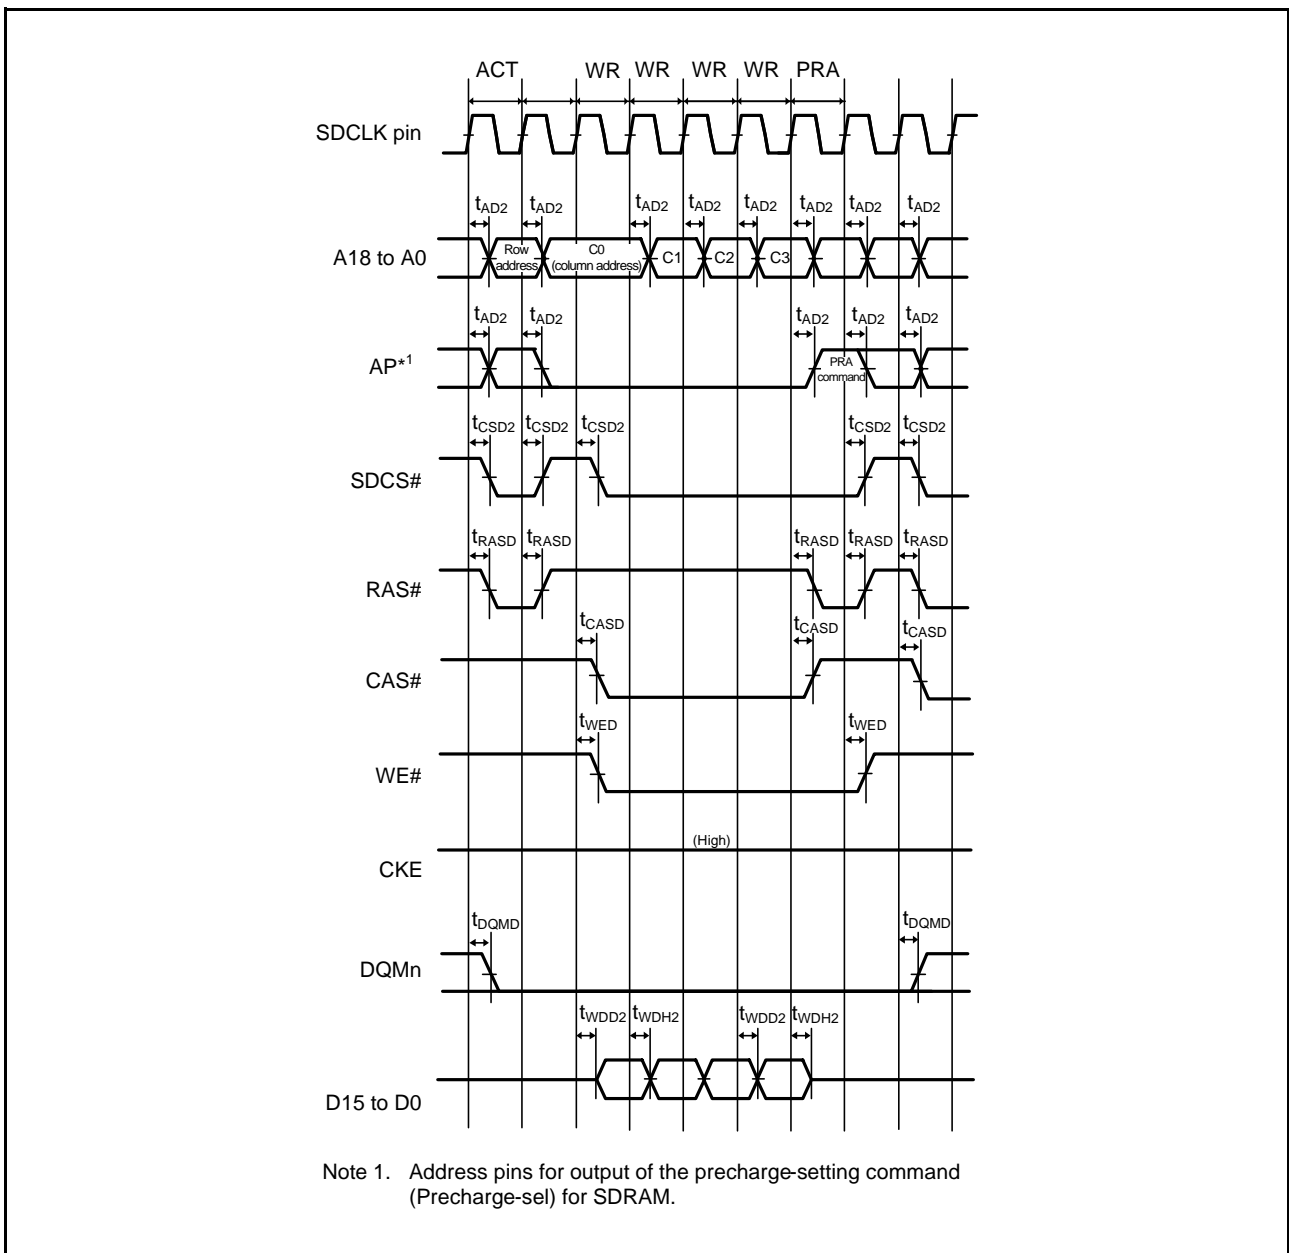 ACT WR WR WR WR PRA
SDCLK pin
tAD2 tAD2 tAD2 tAD2 tAD2 tAD2 tAD2 tAD2
A18 to A0
Row address
C0 (column address)
C1 C2 C3
tAD2 tAD2 tAD2 tAD2 tAD2
AP*1
PRA command
tCSD2 tCSD2 tCSD2 tCSD2 tCSD2
SDCS#
tRASD tRASD tRASD tRASD tRASD
RAS#
tCASD tCASD tCASD
CAS#
tWED tWED
WE#
(High)
CKE
tDQMD tDQMD
DQMn
tWDD2 tWDH2 tWDD2 tWDH2
D15 to D0
Note 1. Address pins for output of the precharge-setting command
(Precharge-sel) for SDRAM.